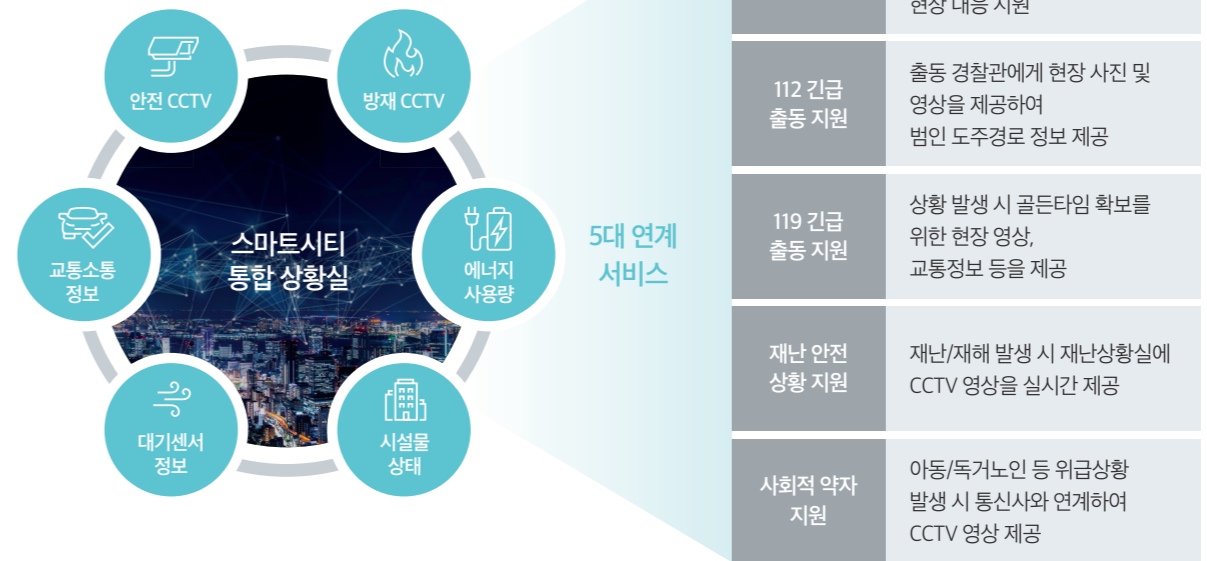 안전 CCTV
방재 CCTV
교통소통
정보
스마트시티
통합 상황실
에너지
사용량
대기센서
정보
시설물
상태
5대 연계
서비스
현장 대응 지원
112 긴급
출동 지원
출동 경찰관에게 현장 사진 및
영상을 제공하여
범인 도주경로 정보 제공
119 긴급
출동 지원
상황 발생 시 골든타임 확보를
위한 현장 영상,
교통정보 등을 제공
재난 안전
상황 지원
재난/재해 발생 시 재난상황실에
CCTV 영상을 실시간 제공
사회적 약자
지원
아동/독거노인 등 위급상황
발생 시 통신사와 연계하여
CCTV 영상 제공